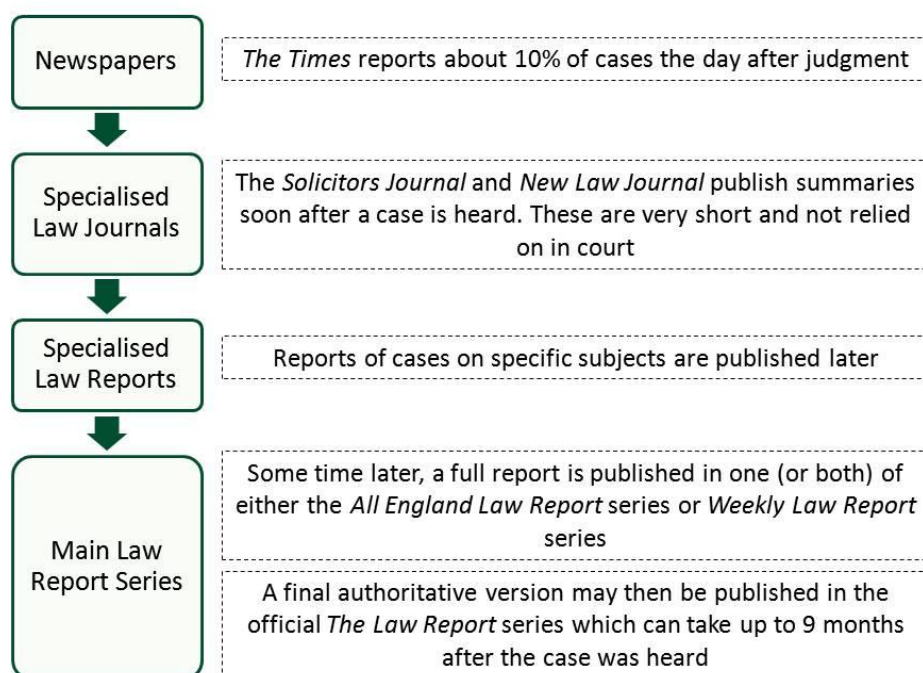 Newspapers
The Times reports about 10% of cases the day after judgment
Specialised
Law Journals
The Solicitors Journal and New Law Journal publish summaries
soon after a case is heard. These are very short and not relied
on in court
Specialised
Law Reports
Reports of cases on specific subjects are published later
Main Law
Report Series
Some time later, a full report is published in one (or both) of
either the All England Law Report series or Weekly Law Report
series
A final authoritative version may then be published in the
official The Law Report series which can take up to 9 months
after the case was heard